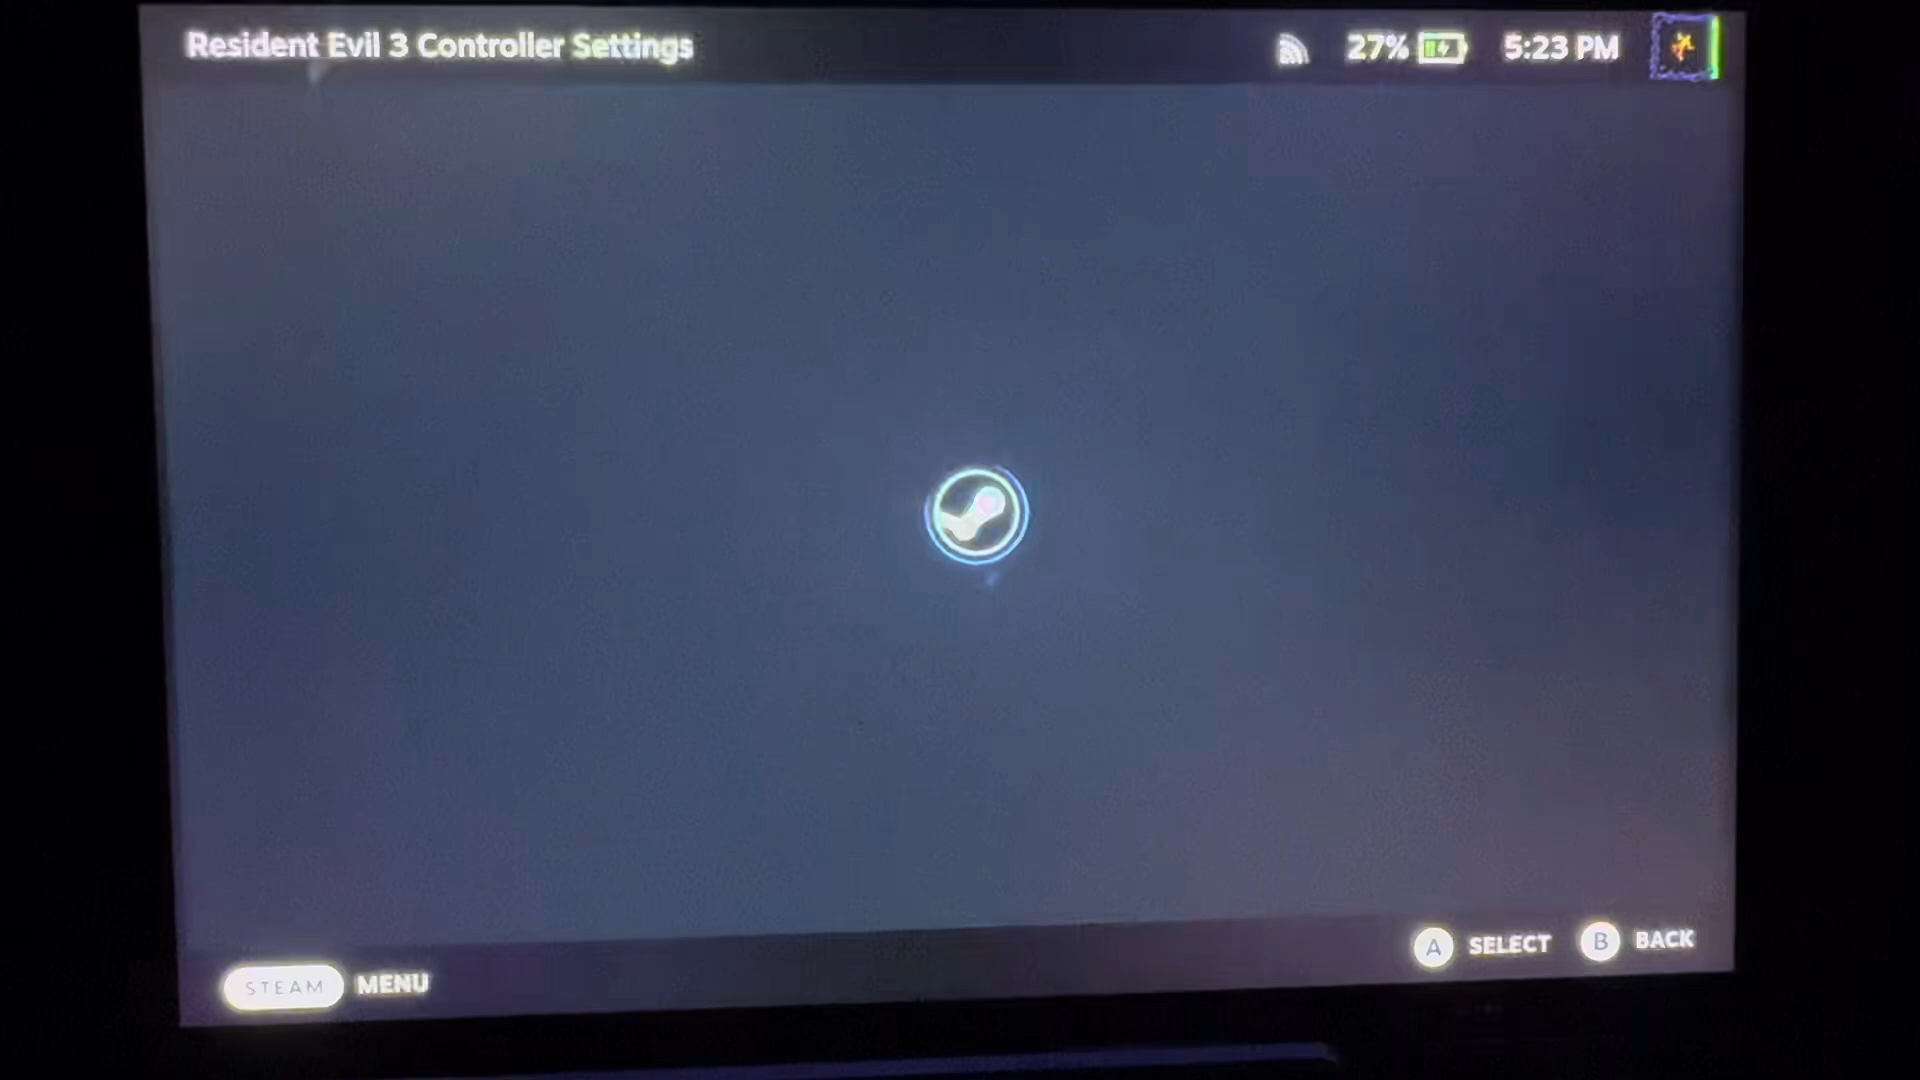 Resident Evil 3 Controller Settings
27%
5:23 PM
STEAM MENU
A SELECT
B BACK